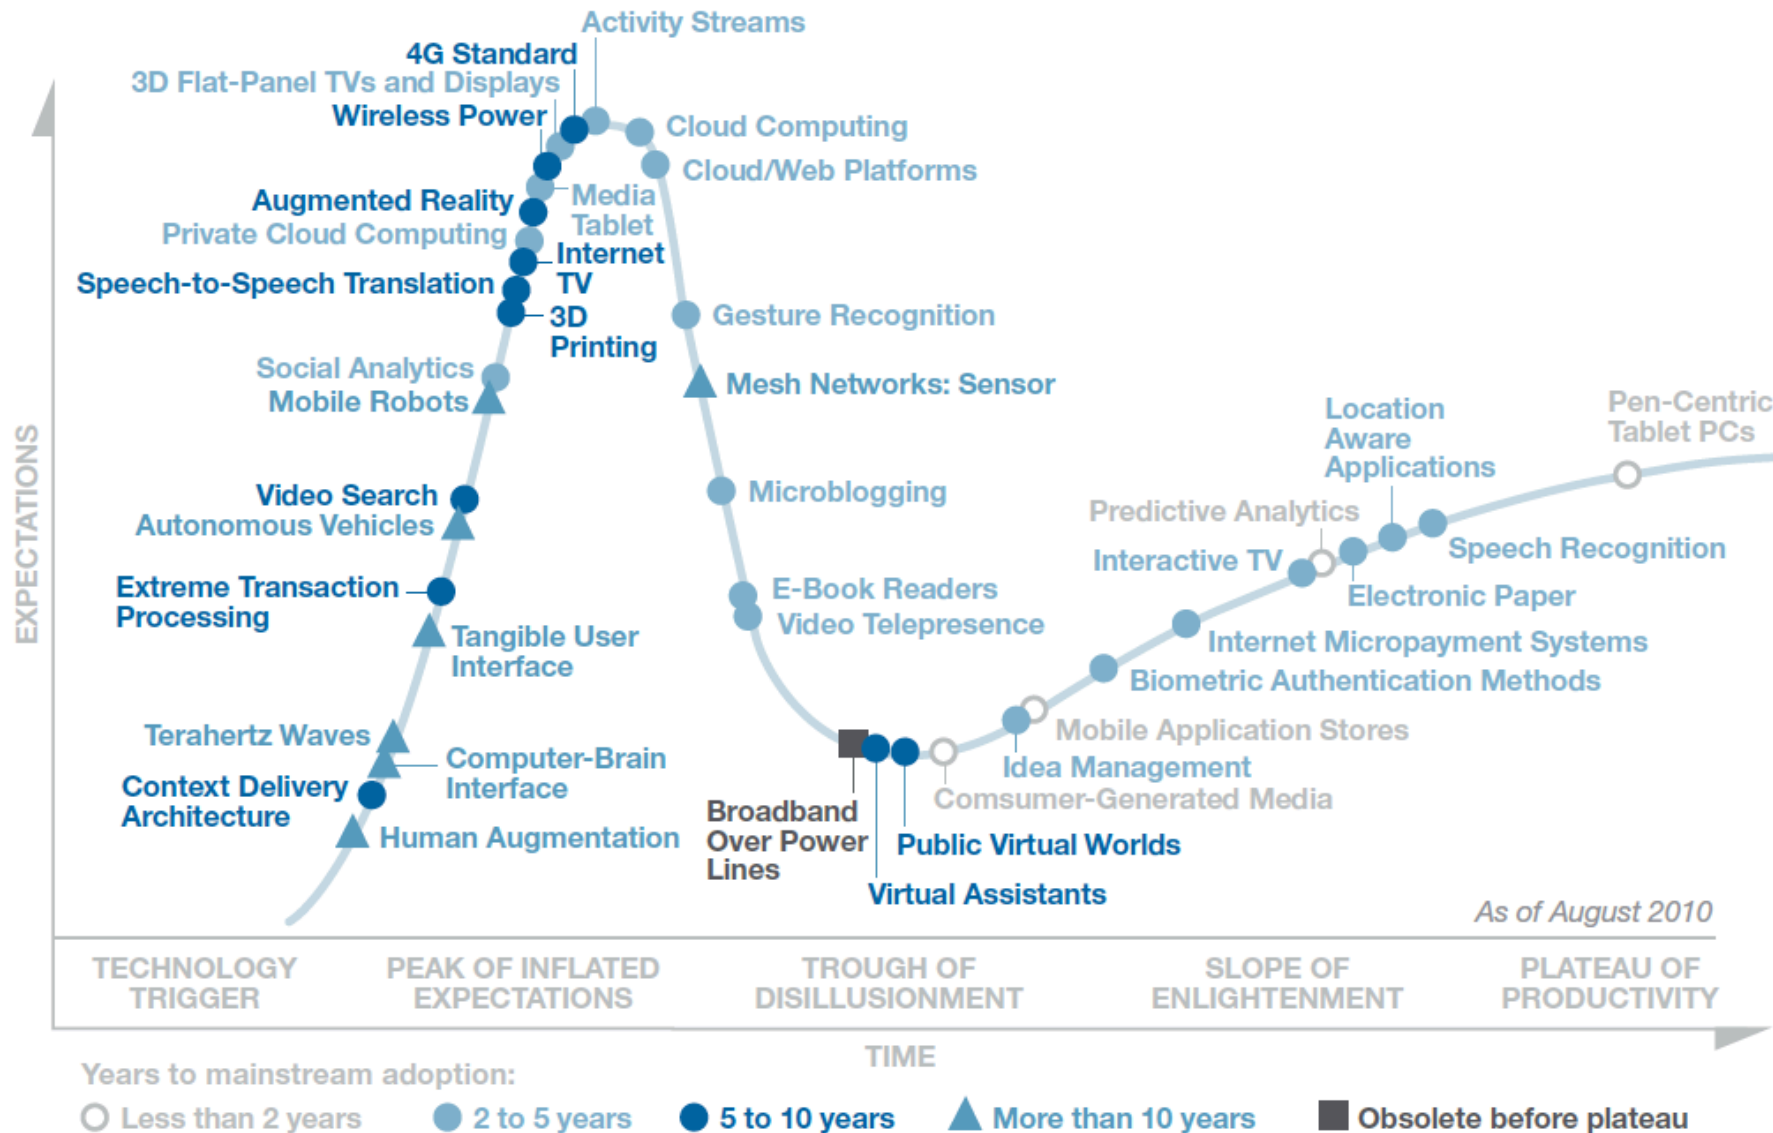 Activity Streams
4G Standard
3D Flat-Panel TVs and Displays
Wireless Power
Cloud Computing
Cloud/Web Platforms
Augmented Reality
Media
Tablet
Private Cloud Computing
Internet
TV
Speech-to-Speech Translation
3D
Printing
Gesture Recognition
Social Analytics
Mobile Robots
Mesh Networks: Sensor
Location
Aware
Applications
Pen-Centric
Tablet PCs
EXPECTATIONS
Video Search
Autonomous Vehicles
Microblogging
Predictive Analytics
Interactive TV
Speech Recognition
Extreme Transaction
Processing
E-Book Readers
Video Telepresence
Electronic Paper
Tangible User
Interface
Internet Micropayment Systems
Biometric Authentication Methods
Terahertz Waves
Computer-Brain
Interface
Mobile Application Stores
Idea Management
Comsumer-Generated Media
Context Delivery
Architecture
Human Augmentation
Broadband
Over Power
Lines
Public Virtual Worlds
Virtual Assistants
As of August 2010
TECHNOLOGY
TRIGGER
PEAK OF INFLATED
EXPECTATIONS
TROUGH OF
DISILLUSIONMENT
SLOPE OF
ENLIGHTENMENT
PLATEAU OF
PRODUCTIVITY
TIME
Years to mainstream adoption:
Less than 2 years
2 to 5 years
5 to 10 years
More than 10 years
Obsolete before plateau